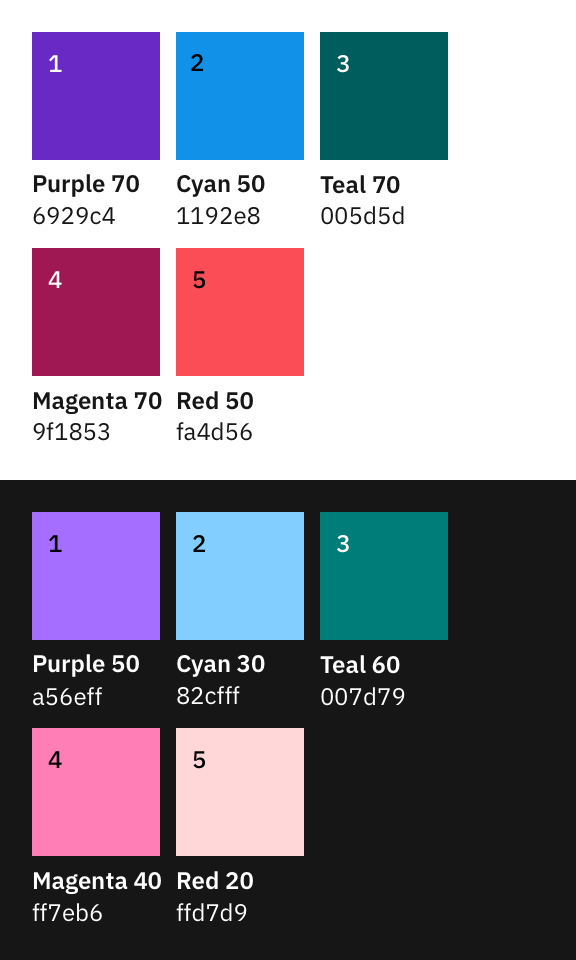 1 2 3
Purple 70 Cyan 50 Teal 70
6929c4 1192e8 005d5d
4 5
Magenta 70 Red 50
9f1853 fa4d56
1 2 3
Purple 50 Cyan 30 Teal 60
a56eff 82cfff 007d79
4 5
Magenta 40 Red 20
ff7eb6 ffd7d9